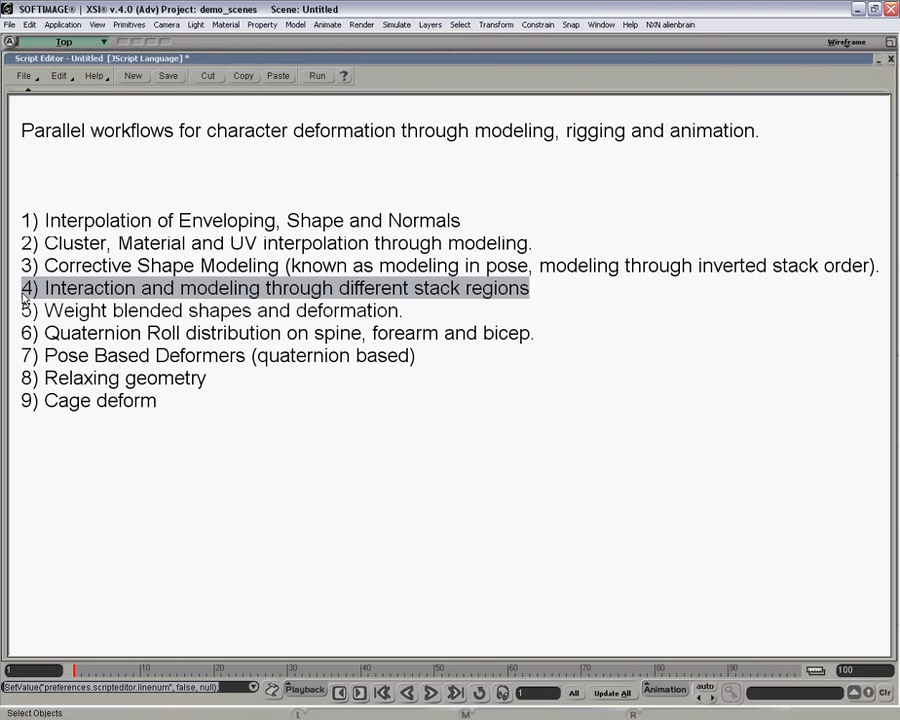 SOFTIMAGE® | XSI® v.4.0 (Adv) Project: demo_scenes Scene: Untitled
File Edit Application View Primitives Camera Light Material Property Model Animate Render Simulate Layers Select Transform Constrain Snap Window Help NXN alienbrain
A Top Wireframe
Script Editor - Untitled [JScript Language] *
File Edit Help New Save Cut Copy Paste Run ?
Parallel workflows for character deformation through modeling, rigging and animation.
1) Interpolation of Enveloping, Shape and Normals
2) Cluster, Material and UV interpolation through modeling.
3) Corrective Shape Modeling (known as modeling in pose, modeling through inverted stack order).
4) Interaction and modeling through different stack regions
5) Weight blended shapes and deformation.
6) Quaternion Roll distribution on spine, forearm and bicep.
7) Pose Based Deformers (quaternion based)
8) Relaxing geometry
9) Cage deform
1 10 20 30 40 50 60 70 80 90 100
SetValue("preferences.scripteditor.linenum", false, null); Playback 1 All Update All Animation auto Clr
Select Objects L M R